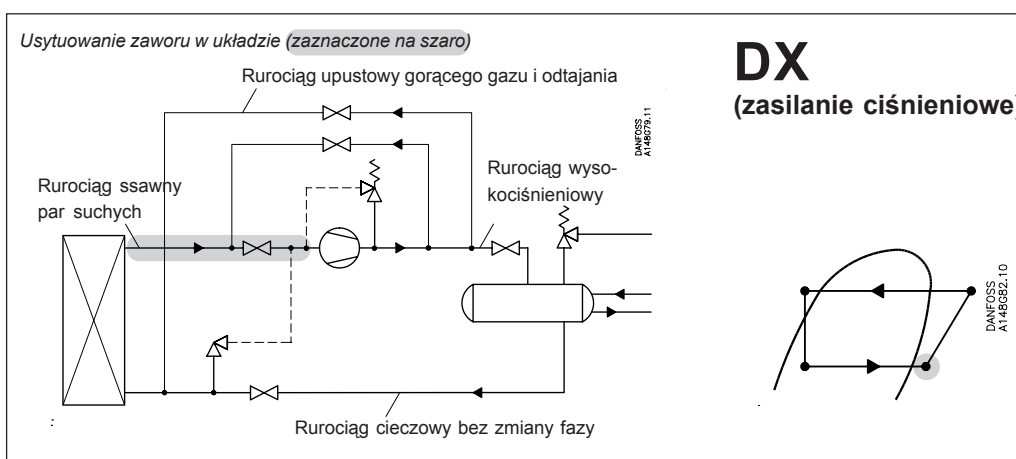 Usytuowanie zaworu w układzie (zaznaczone na szaro)
DX
(zasilanie ciśnieniowe)
Rurociąg upustowy gorącego gazu i odtajania
DANFOSS
A148G79.11
Rurociąg ssawny
par suchych
Rurociąg wyso-
kociśnieniowy
DANFOSS
A148G82.10
Rurociąg cieczowy bez zmiany fazy